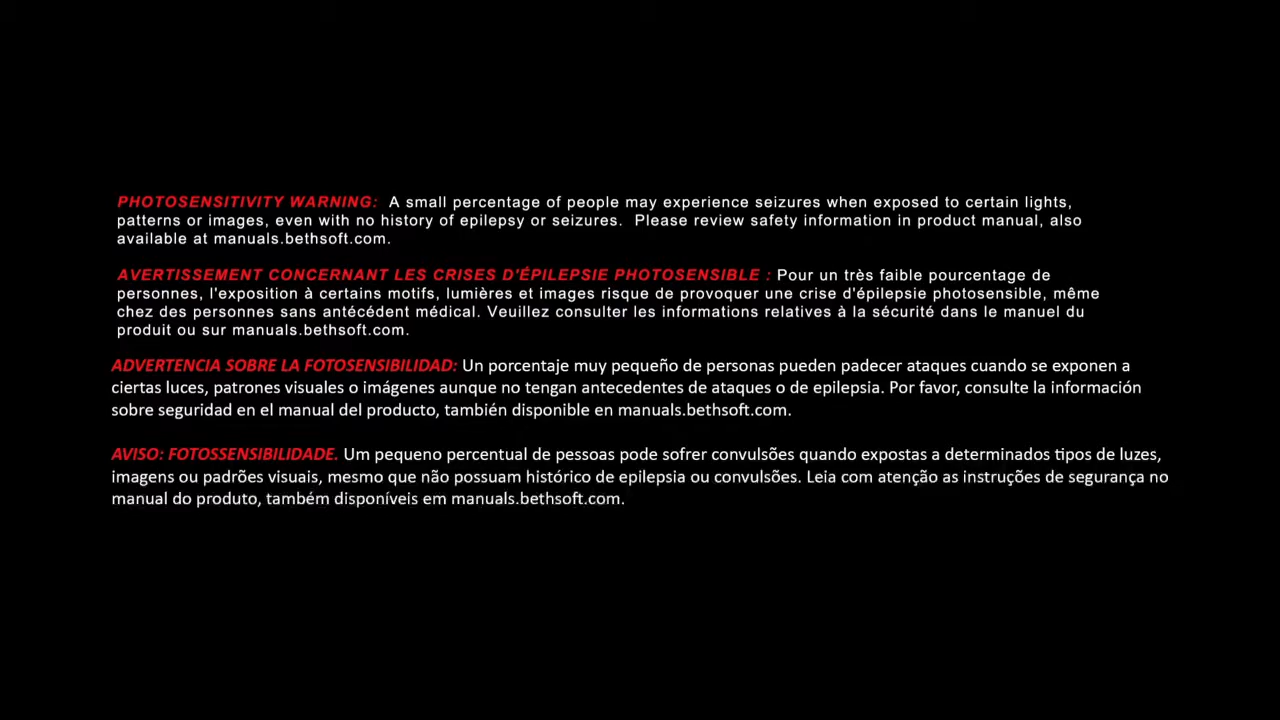 PHOTOSENSITIVITY WARNING:  A small percentage of people may experience seizures when exposed to certain lights,
patterns or images, even with no history of epilepsy or seizures.  Please review safety information in product manual, also
available at manuals.bethsoft.com.
AVERTISSEMENT CONCERNANT LES CRISES D'ÉPILEPSIE PHOTOSENSIBLE : Pour un très faible pourcentage de
personnes, l'exposition à certains motifs, lumières et images risque de provoquer une crise d'épilepsie photosensible, même
chez des personnes sans antécédent médical. Veuillez consulter les informations relatives à la sécurité dans le manuel du
produit ou sur manuals.bethsoft.com.
ADVERTENCIA SOBRE LA FOTOSENSIBILIDAD: Un porcentaje muy pequeño de personas pueden padecer ataques cuando se exponen a
ciertas luces, patrones visuales o imágenes aunque no tengan antecedentes de ataques o de epilepsia. Por favor, consulte la información
sobre seguridad en el manual del producto, también disponible en manuals.bethsoft.com.
AVISO: FOTOSSENSIBILIDADE. Um pequeno percentual de pessoas pode sofrer convulsões quando expostas a determinados tipos de luzes,
imagens ou padrões visuais, mesmo que não possuam histórico de epilepsia ou convulsões. Leia com atenção as instruções de segurança no
manual do produto, também disponíveis em manuals.bethsoft.com.